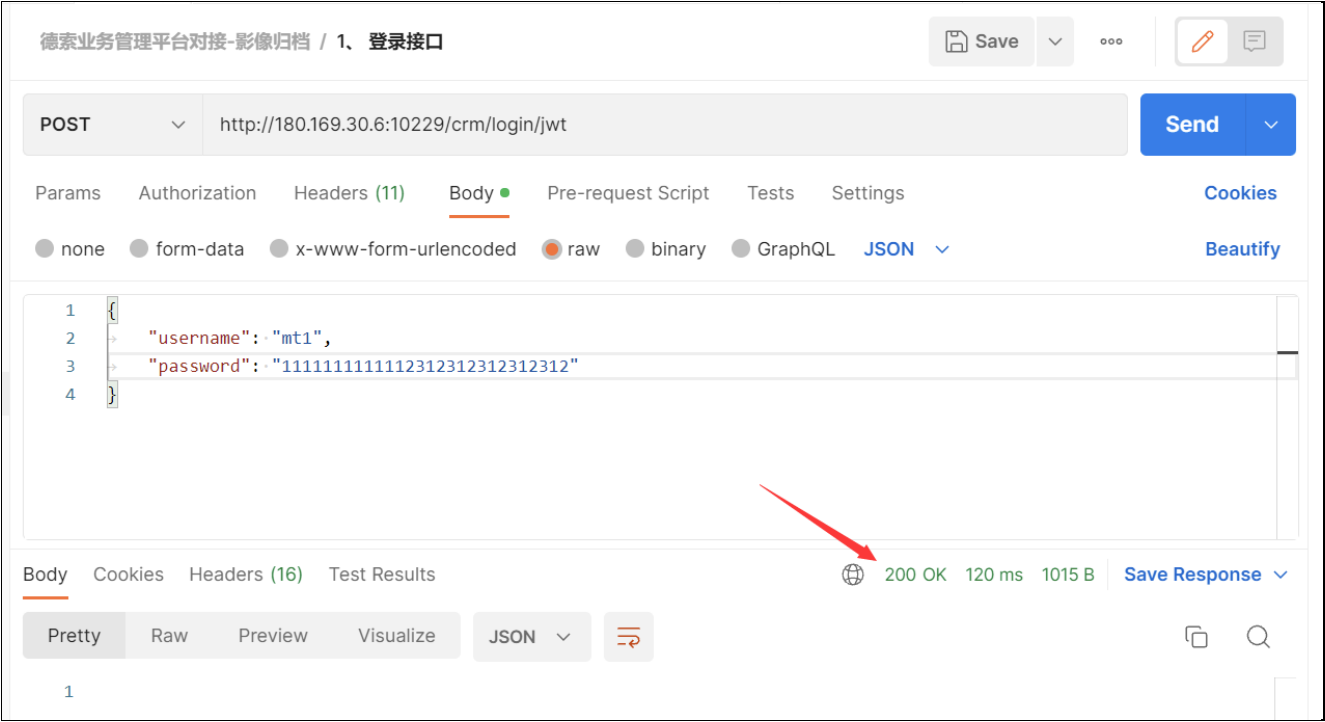 德索业务管理平台对接-影像归档 / 1、 登录接口 Save
POST http://180.169.30.6:10229/crm/login/jwt Send
Params Authorization Headers (11) Body Pre-request Script Tests Settings Cookies
none form-data x-www-form-urlencoded raw binary GraphQL JSON Beautify
1 {
2 "username": "mt1",
3 "password": "1111111111112312312312312312"
4 }
Body Cookies Headers (16) Test Results 200 OK 120 ms 1015 B Save Response
Pretty Raw Preview Visualize JSON
1